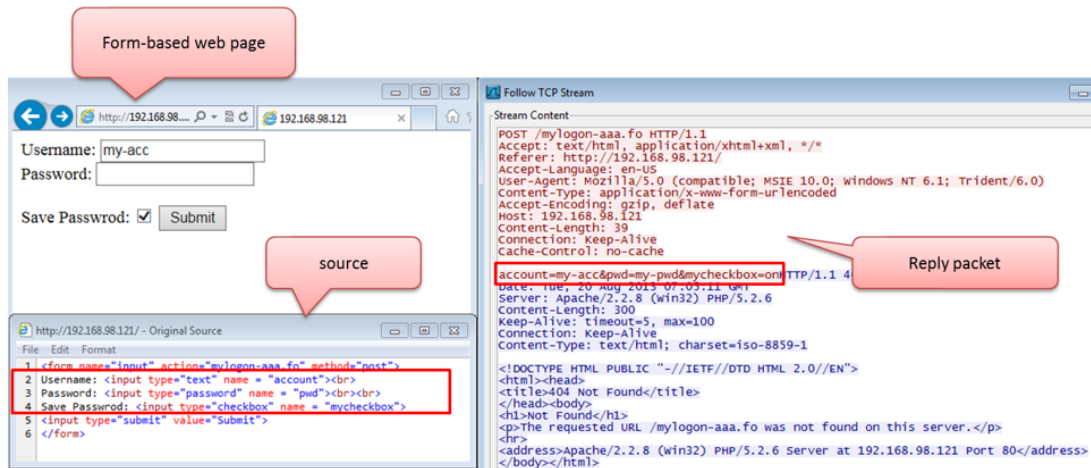 Form-based web page
http://192.168.98....
192.168.98.121
Username: my-acc
Password:
Save Passwrod: Submit
source
http://192.168.98.121/ - Original Source
File Edit Format
1 <form name="input" action="mylogon-aaa.fo" method="post">
2 Username: <input type="text" name = "account"><br>
3 Password: <input type="password" name = "pwd"><br><br>
4 Save Passwrod: <input type="checkbox" name = "mycheckbox">
5 <input type="submit" value="Submit">
6 </form>
Follow TCP Stream
Stream Content
POST /mylogon-aaa.fo HTTP/1.1
Accept: text/html, application/xhtml+xml, */*
Referer: http://192.168.98.121/
Accept-Language: en-US
User-Agent: Mozilla/5.0 (compatible; MSIE 10.0; Windows NT 6.1; Trident/6.0)
Content-Type: application/x-www-form-urlencoded
Accept-Encoding: gzip, deflate
Host: 192.168.98.121
Content-Length: 39
Connection: Keep-Alive
Cache-Control: no-cache
Reply packet
account=my-acc&pwd=my-pwd&mycheckbox=onHTTP/1.1 4
Date: Tue, 20 Aug 2013 07:05:11 GMT
Server: Apache/2.2.8 (Win32) PHP/5.2.6
Content-Length: 300
Keep-Alive: timeout=5, max=100
Connection: Keep-Alive
Content-Type: text/html; charset=iso-8859-1
<!DOCTYPE HTML PUBLIC "-//IETF//DTD HTML 2.0//EN">
<html><head>
<title>404 Not Found</title>
</head><body>
<h1>Not Found</h1>
<p>The requested URL /mylogon-aaa.fo was not found on this server.</p>
<hr>
<address>Apache/2.2.8 (Win32) PHP/5.2.6 Server at 192.168.98.121 Port 80</address>
</body></html>